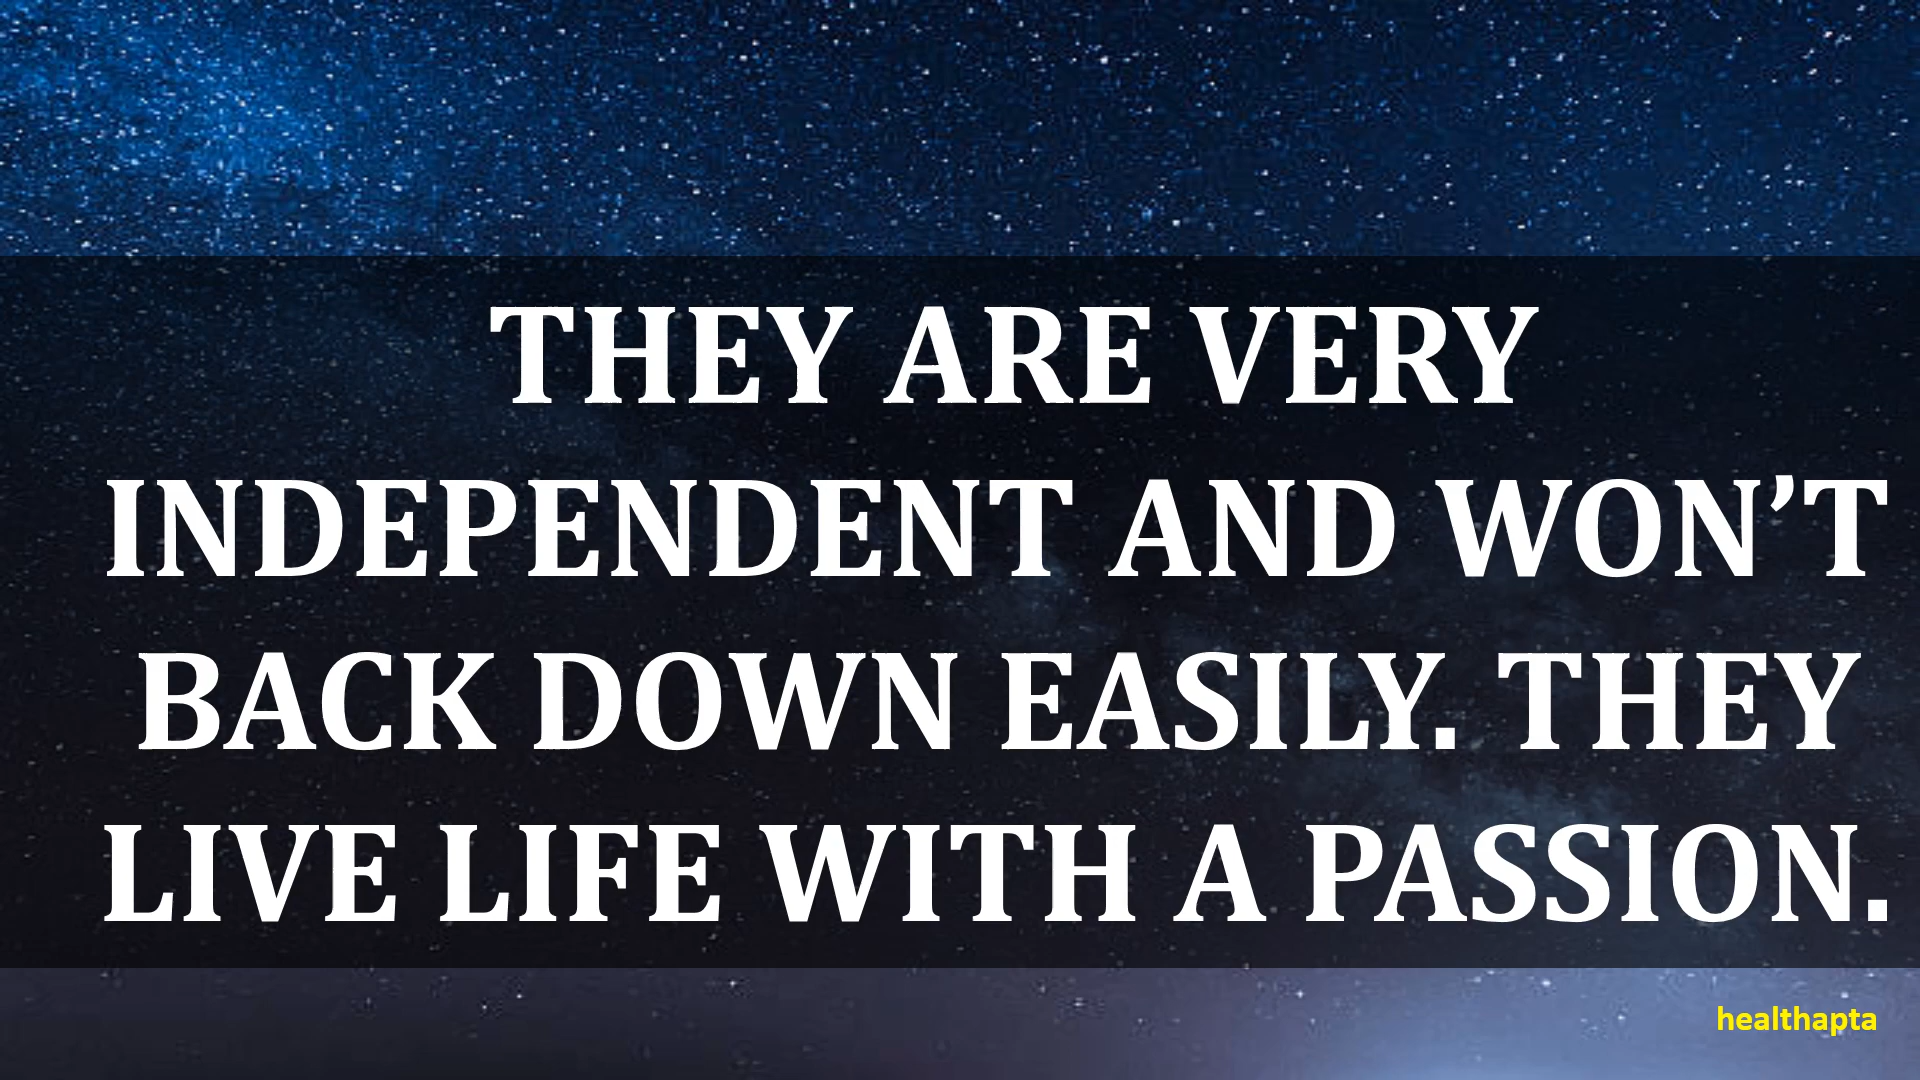 THEY ARE VERY
INDEPENDENT AND WON’T
BACK DOWN EASILY. THEY
LIVE LIFE WITH A PASSION.
healthapta